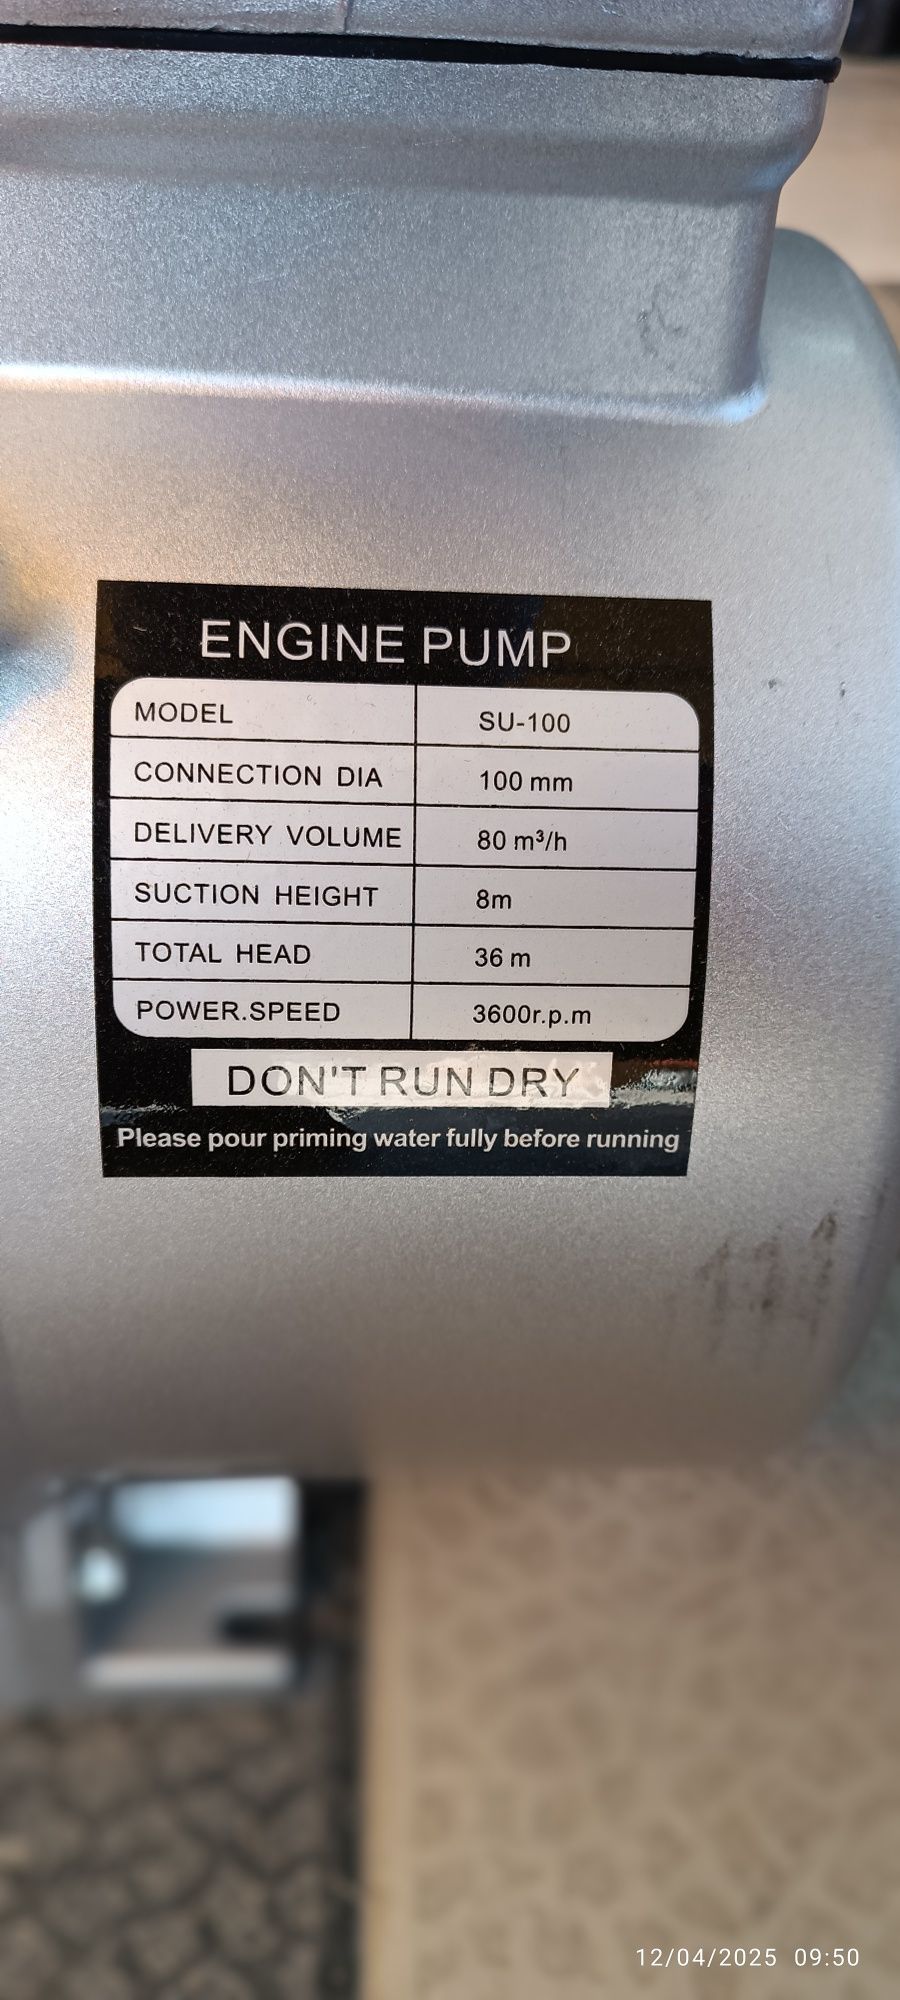 ENGINE PUMP
MODEL SU-100
CONNECTION DIA 100 mm
DELIVERY VOLUME 80 m³/h
SUCTION HEIGHT 8m
TOTAL HEAD 36 m
POWER.SPEED 3600r.p.m
DON'T RUN DRY
Please pour priming water fully before running
12/04/2025 09:50